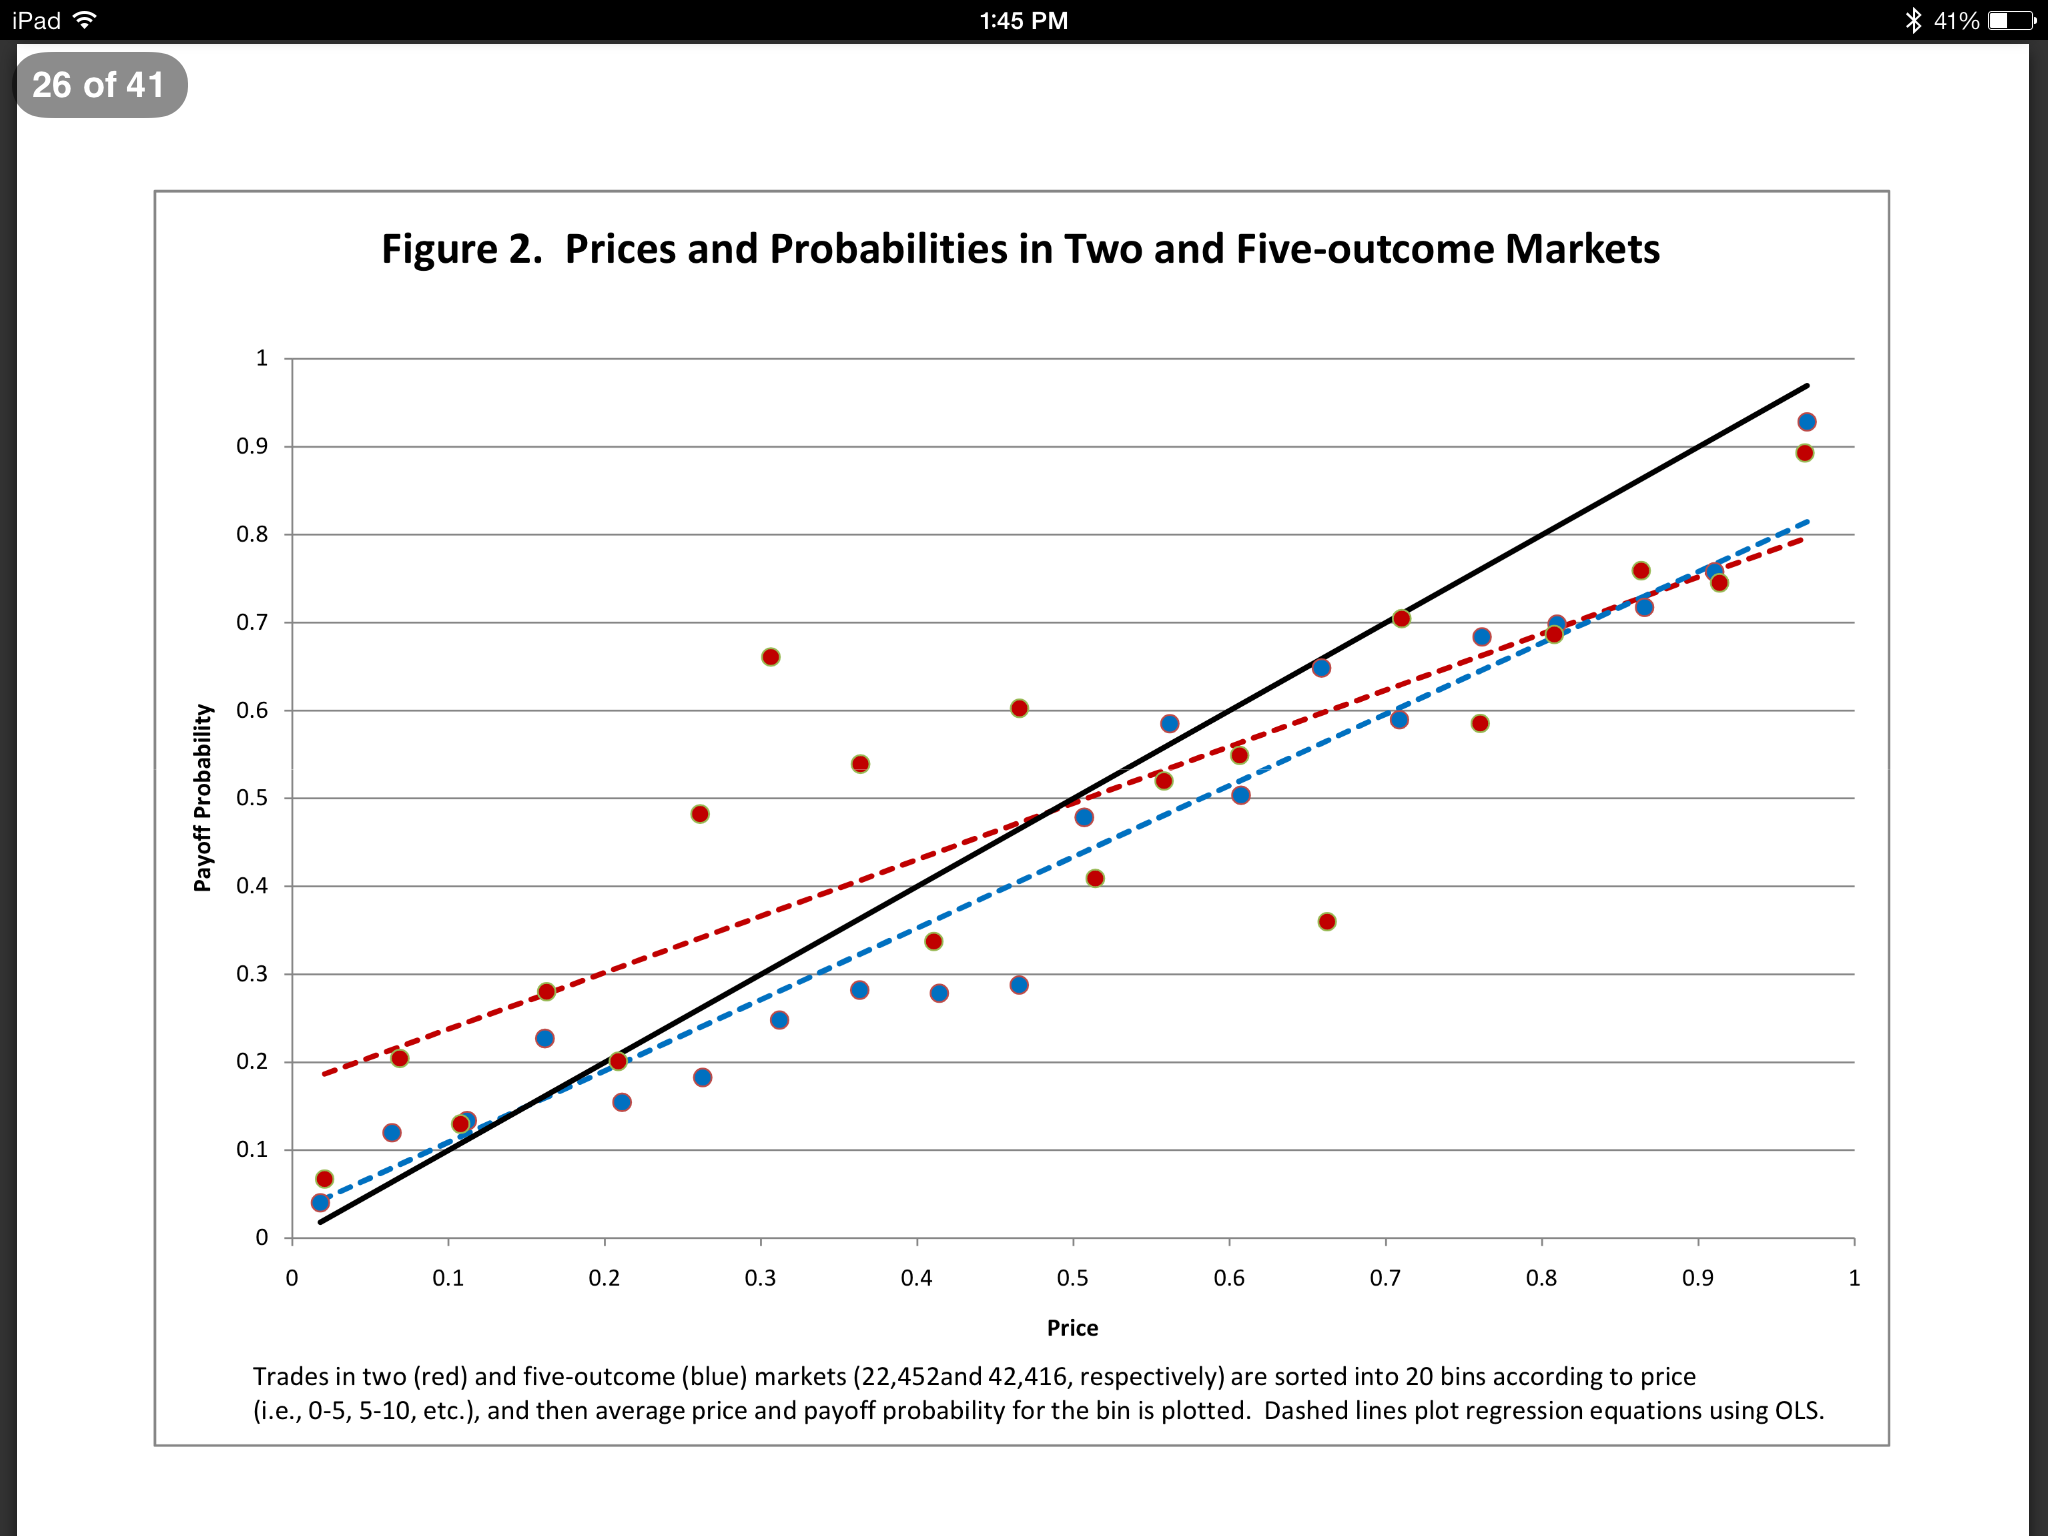 iPad 1:45 PM 41%
26 of 41
Figure 2.  Prices and Probabilities in Two and Five-outcome Markets
1
0.9
0.8
0.7
0.6
0.5
0.4
0.3
0.2
0.1
0
Payoff Probability
0 0.1 0.2 0.3 0.4 0.5 0.6 0.7 0.8 0.9 1
Price
Trades in two (red) and five-outcome (blue) markets (22,452and 42,416, respectively) are sorted into 20 bins according to price
(i.e., 0-5, 5-10, etc.), and then average price and payoff probability for the bin is plotted.  Dashed lines plot regression equations using OLS.